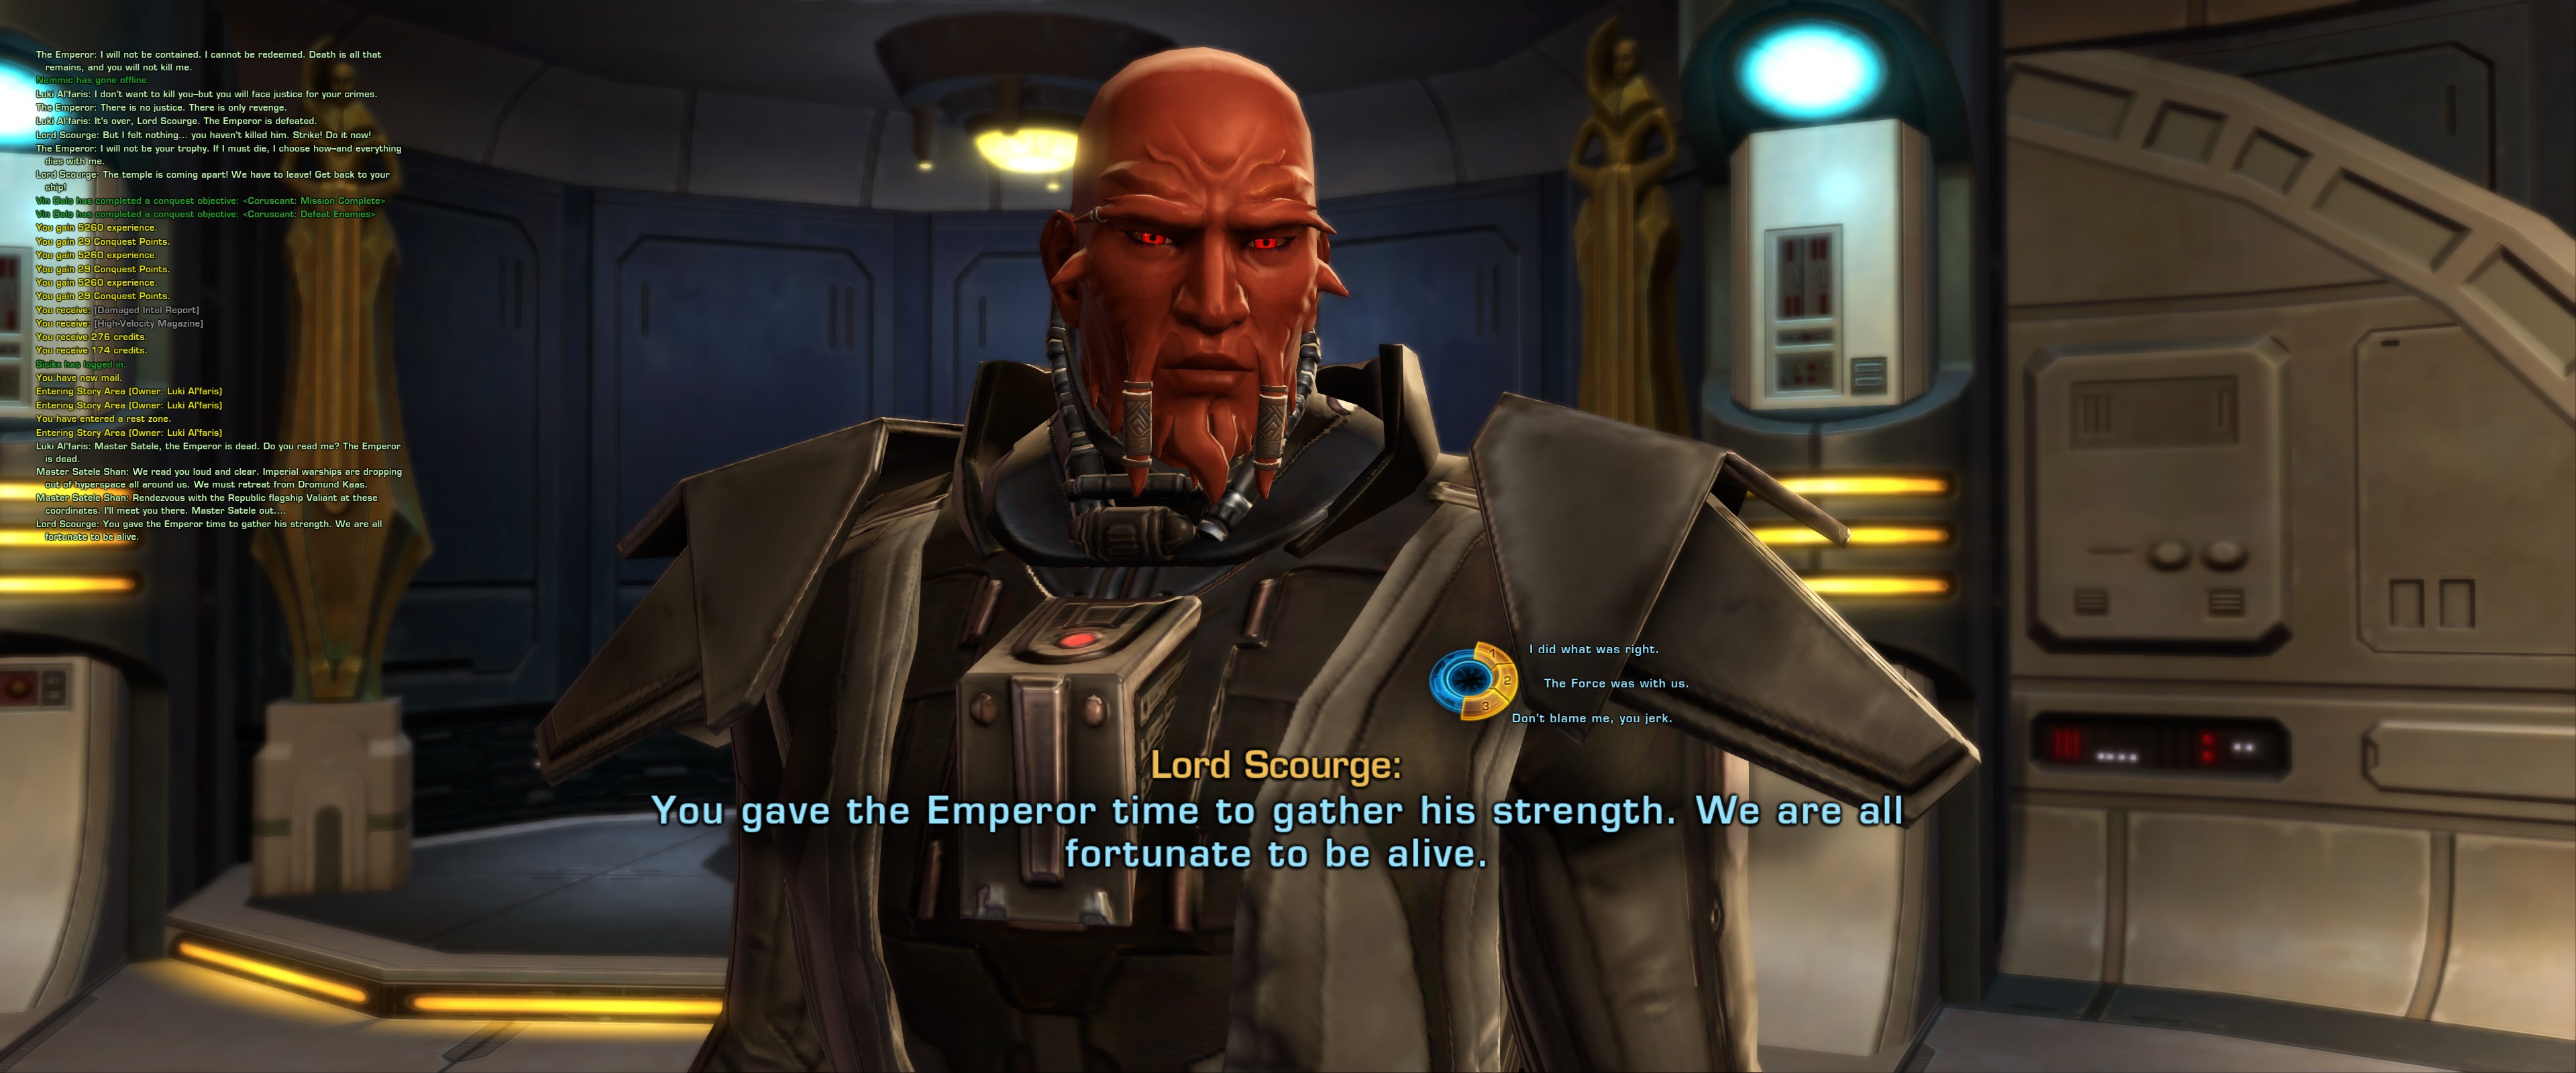 The Emperor: I will not be contained. I cannot be redeemed. Death is all that
remains, and you will not kill me.
Nemmic has gone offline.
Luki Al'faris: I don't want to kill you—but you will face justice for your crimes.
The Emperor: There is no justice. There is only revenge.
Luki Al'faris: It's over, Lord Scourge. The Emperor is defeated.
Lord Scourge: But I felt nothing... you haven't killed him. Strike! Do it now!
The Emperor: I will not be your trophy. If I must die, I choose how—and everything
dies with me.
Lord Scourge: The temple is coming apart! We have to leave! Get back to your
ship!
Vin has completed a conquest objective: <Coruscant: Mission Complete>
Vin has completed a conquest objective: <Coruscant: Defeat Enemies>
You gain 5260 experience.
You gain 29 Conquest Points.
You gain 5260 experience.
You gain 29 Conquest Points.
You gain 5260 experience.
You gain 29 Conquest Points.
You receive: [Damaged Intel Report]
You receive: [High-Velocity Magazine]
You receive 276 credits.
You receive 174 credits.
has logged in.
You have new mail.
Entering Story Area (Owner: Luki Al'faris)
Entering Story Area (Owner: Luki Al'faris)
You have entered a rest zone.
Entering Story Area (Owner: Luki Al'faris)
Luki Al'faris: Master Satele, the Emperor is dead. Do you read me? The Emperor
is dead.
Master Satele Shan: We read you loud and clear. Imperial warships are dropping
out of hyperspace all around us. We must retreat from Dromund Kaas.
Master Satele Shan: Rendezvous with the Republic flagship Valiant at these
coordinates. I'll meet you there. Master Satele out....
Lord Scourge: You gave the Emperor time to gather his strength. We are all
fortunate to be alive.
1 I did what was right.
2 The Force was with us.
3 Don't blame me, you jerk.
Lord Scourge:
You gave the Emperor time to gather his strength. We are all
fortunate to be alive.